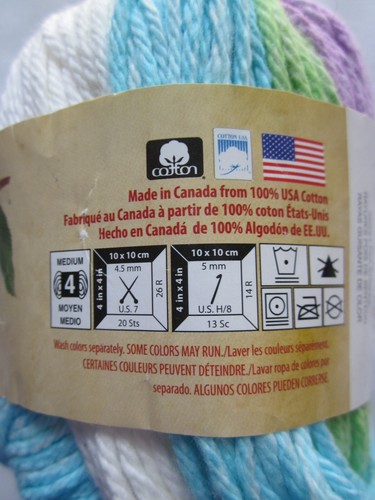 cotton
COTTON USA
Made in Canada from 100% USA Cotton
Fabriqué au Canada à partir de 100% coton États-Unis
Hecho en Canadá de 100% Algodón de EE.UU.
MEDIUM
4
MOYEN
MEDIO
10 x 10 cm
4 in x 4 in
4.5 mm
26 R
U.S. 7
20 Sts
10 x 10 cm
4 in x 4 in
5 mm
14 R
U.S. H/8
13 Sc
Wash colors separately. SOME COLORS MAY RUN./Laver les couleurs séparément.
CERTAINES COULEURS PEUVENT DÉTEINDRE./Lavar ropa de colores por
separado. ALGUNOS COLORES PUEDEN CORRERSE.